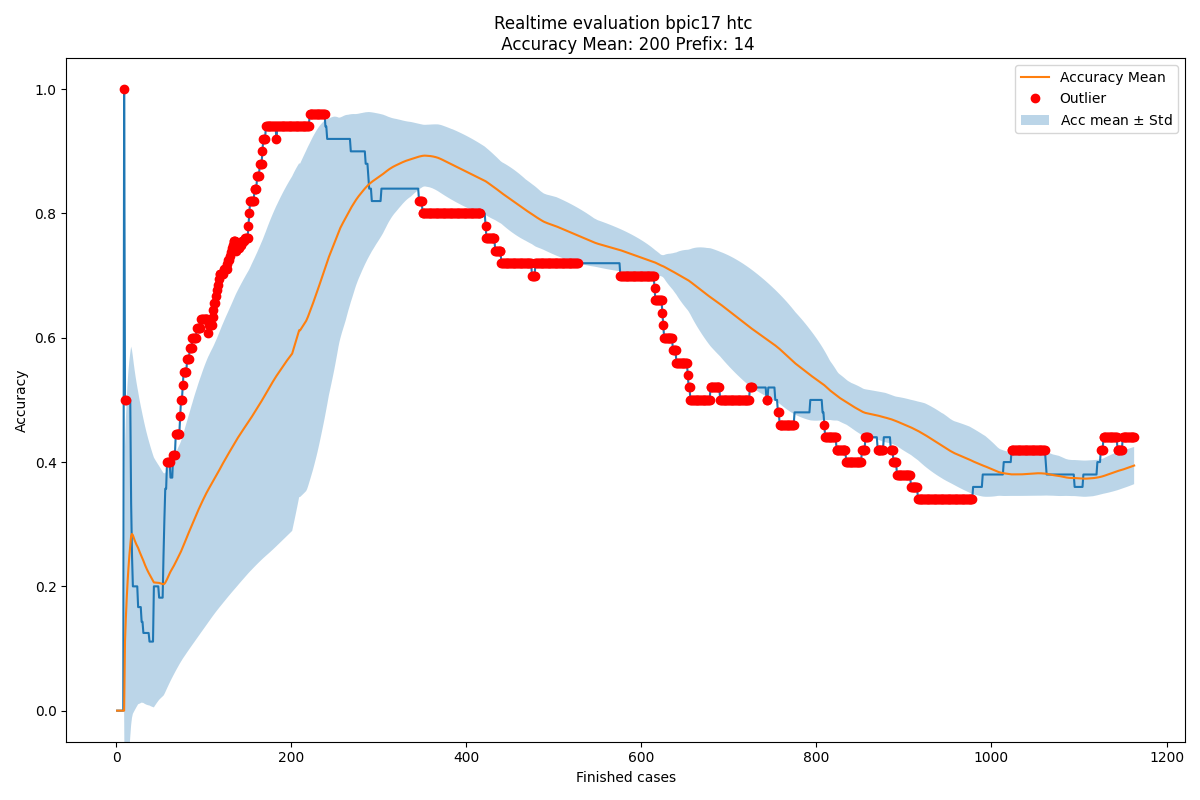 Realtime evaluation bpic17 htc
Accuracy Mean: 200 Prefix: 14
Accuracy Mean
Outlier
Acc mean ± Std
1.0
0.8
0.6
0.4
0.2
0.0
Accuracy
0
200
400
600
800
1000
1200
Finished cases